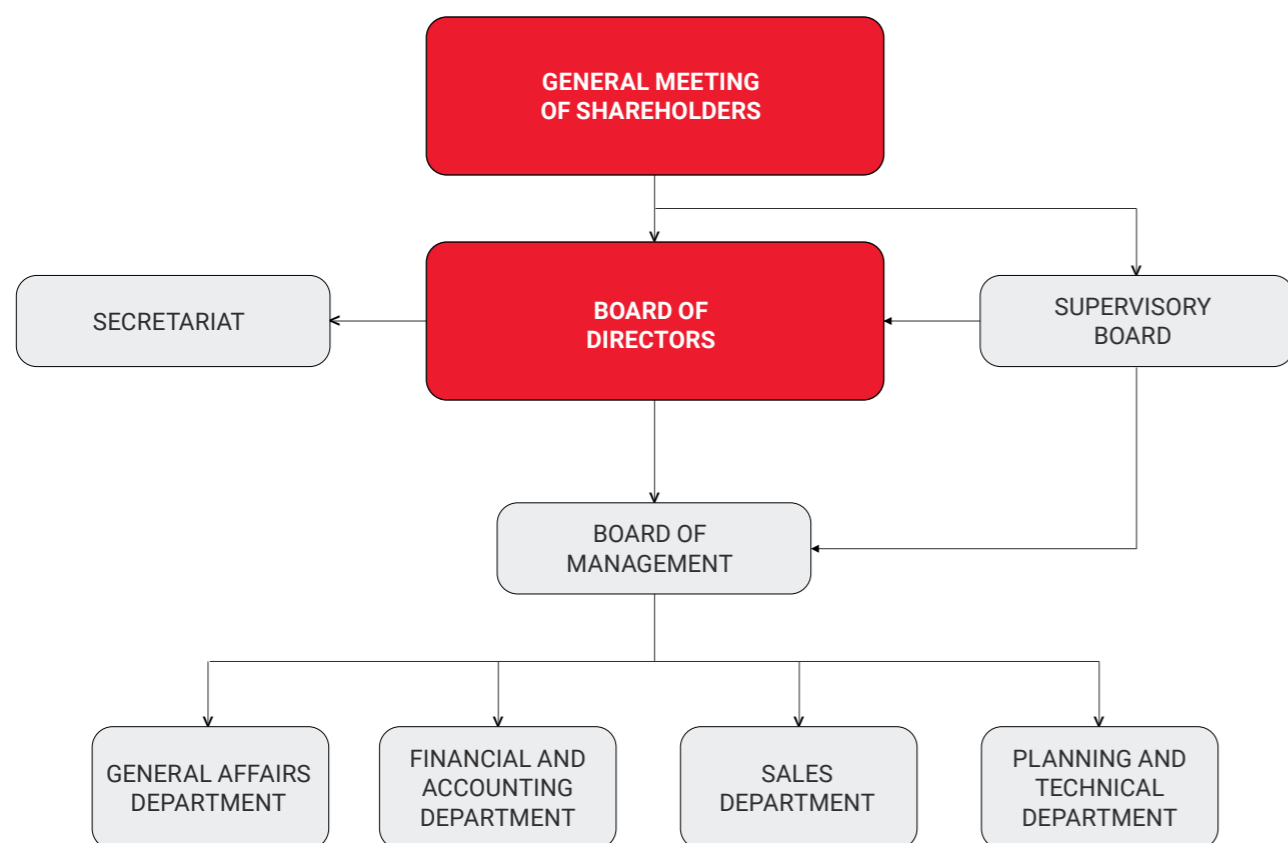 GENERAL MEETING
OF SHAREHOLDERS
SECRETARIAT
BOARD OF
DIRECTORS
SUPERVISORY
BOARD
BOARD OF
MANAGEMENT
GENERAL AFFAIRS
DEPARTMENT
FINANCIAL AND
ACCOUNTING
DEPARTMENT
SALES
DEPARTMENT
PLANNING AND
TECHNICAL
DEPARTMENT